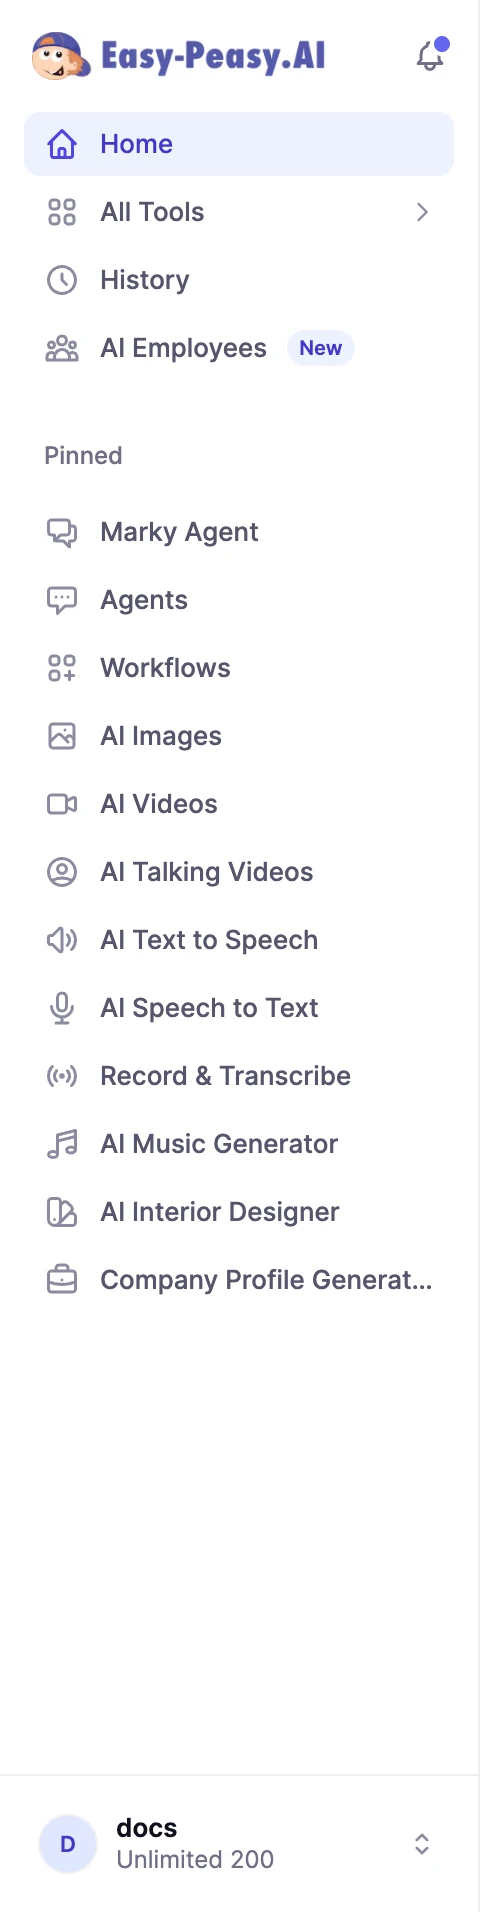 Easy-Peasy.AI
Home
All Tools
History
AI Employees New
Pinned
Marky Agent
Agents
Workflows
AI Images
AI Videos
AI Talking Videos
AI Text to Speech
AI Speech to Text
Record & Transcribe
AI Music Generator
AI Interior Designer
Company Profile Generat...
D docs
Unlimited 200